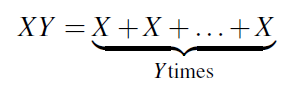 XY = X + X + ... + X
Y times